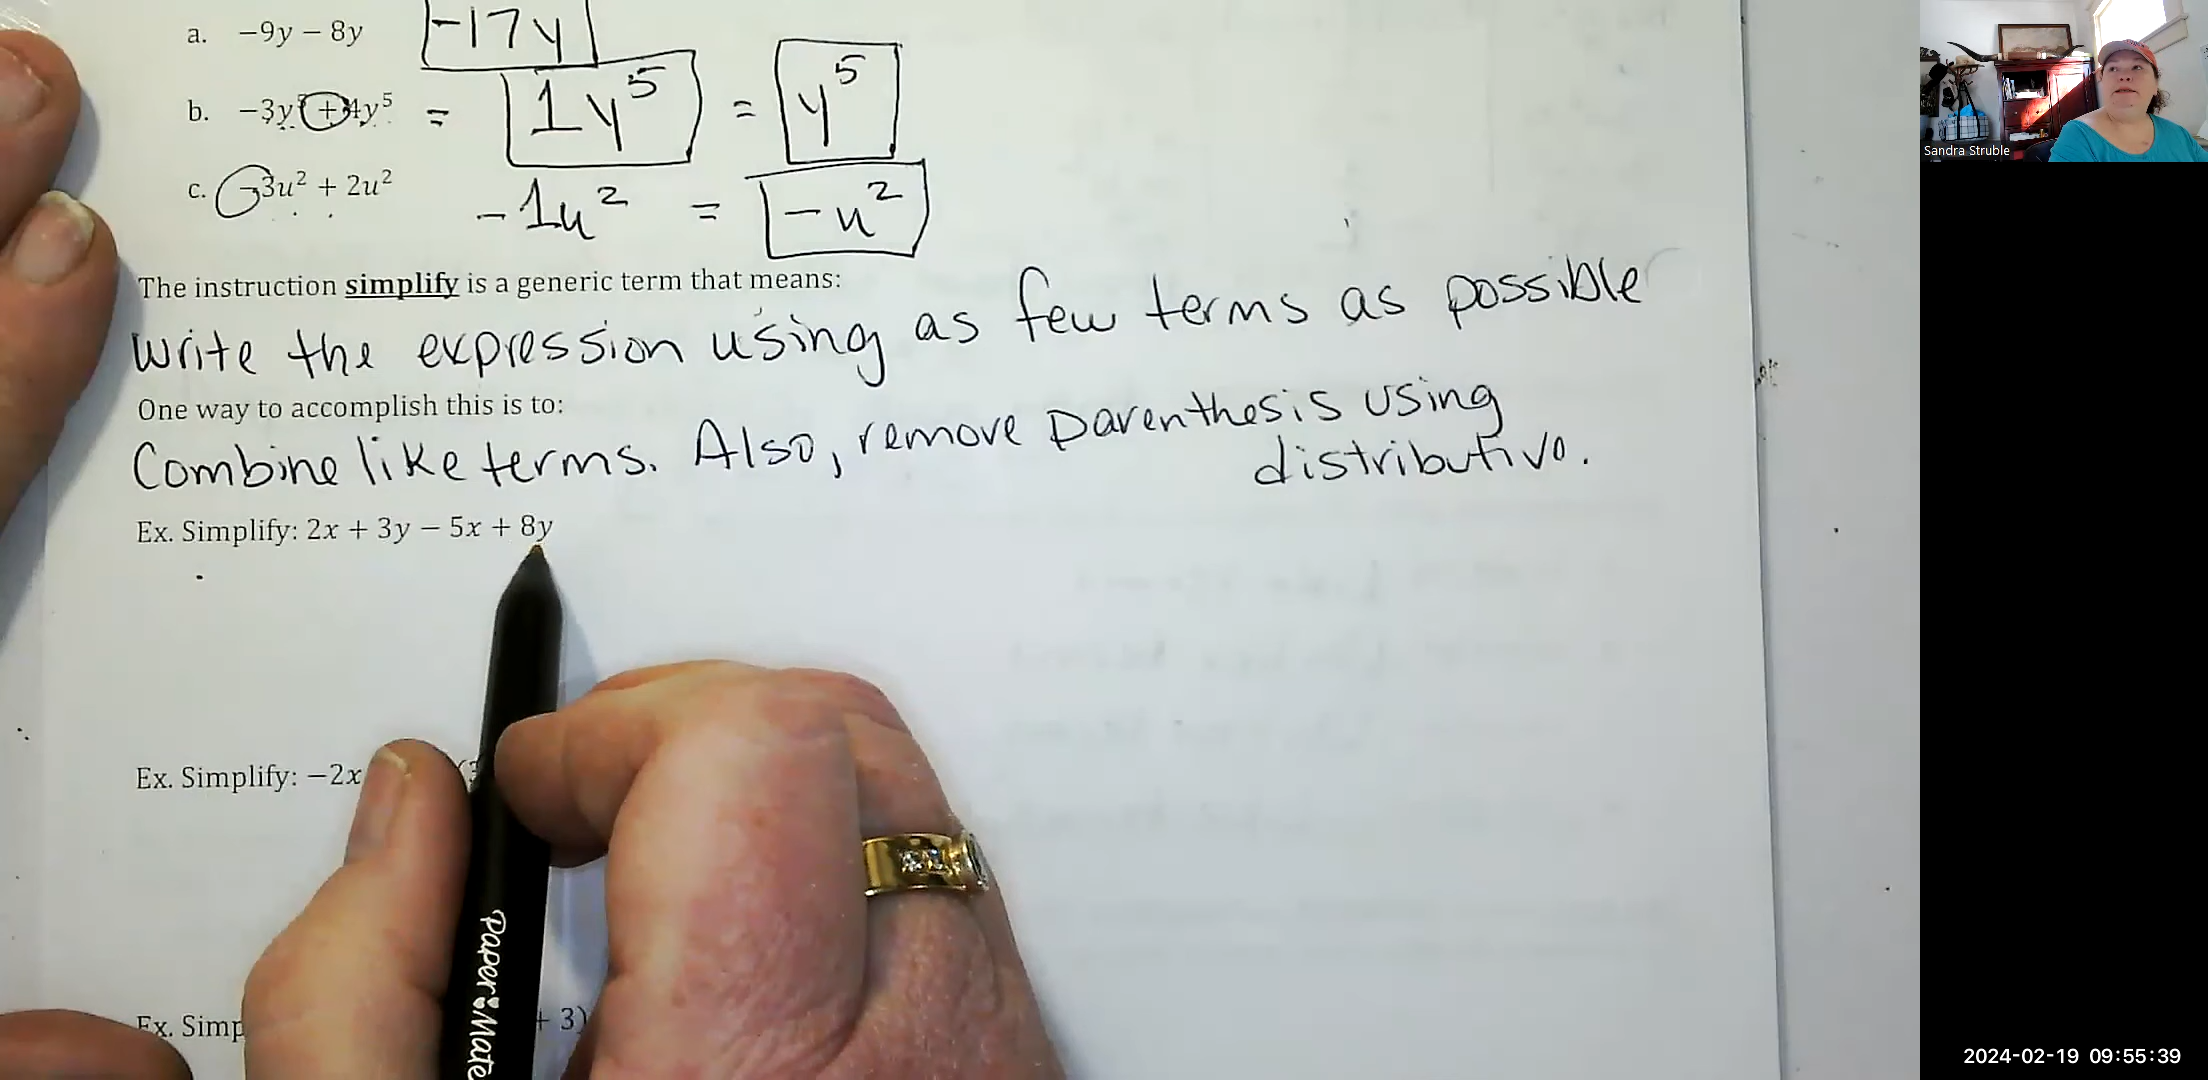 a. −9y − 8y -17y
b. −3y⁵ + 4y⁵ = 1y⁵ = y⁵
c. −3u² + 2u² -1u² = -u²
The instruction simplify is a generic term that means:
Write the expression using as few terms as possible
One way to accomplish this is to:
Combine like terms. Also, remove parenthesis using
distributive.
Ex. Simplify: 2x + 3y − 5x + 8y
Ex. Simplify: −2x
Ex. Simp + 3)
Paper Mate
Sandra Struble
2024-02-19 09:55:39